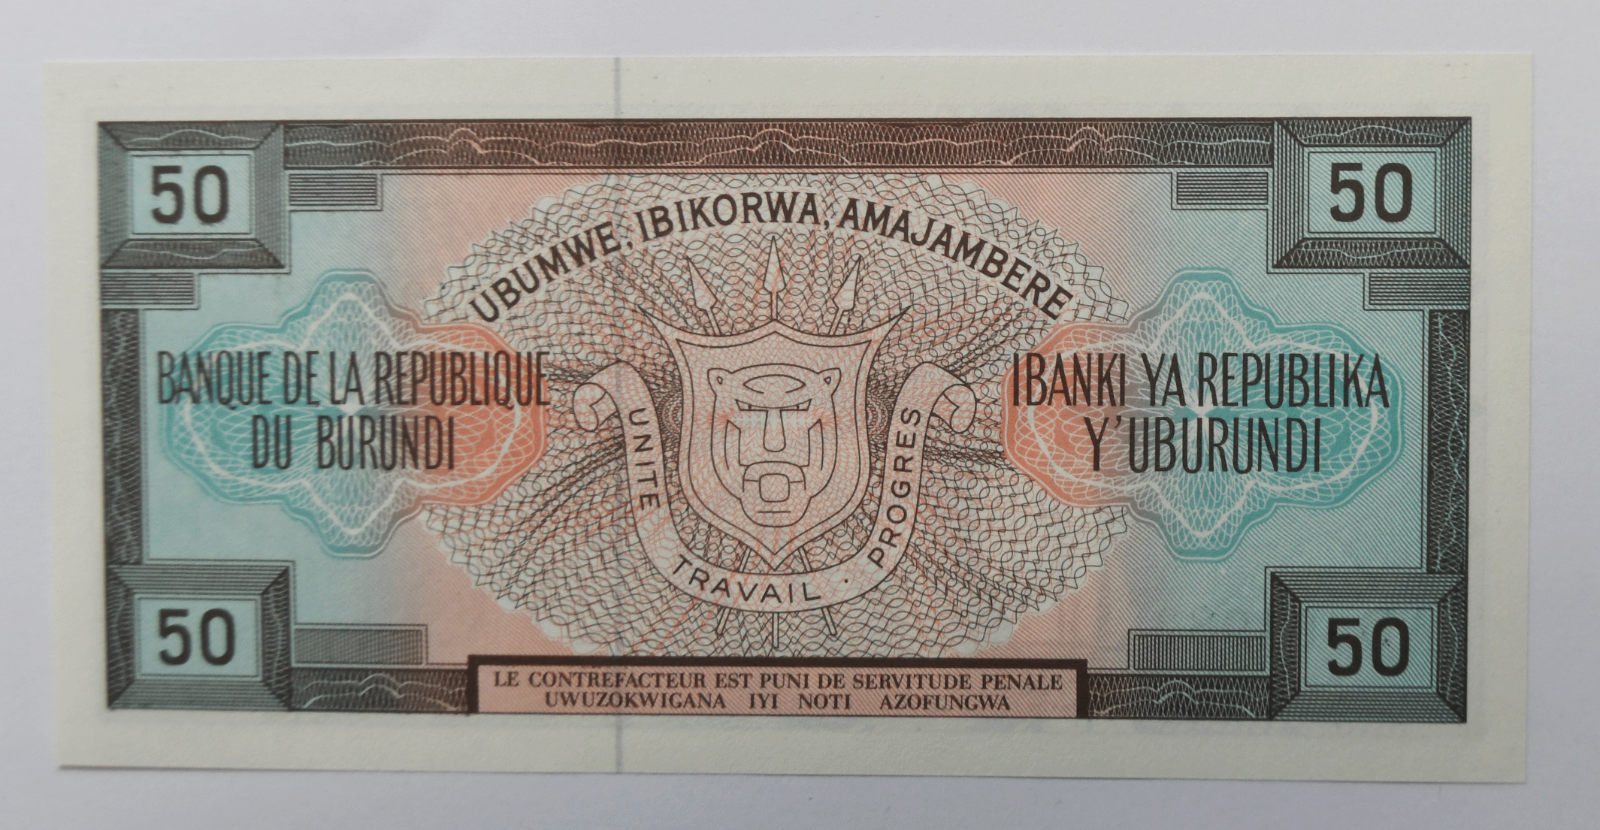 50
50
UBUMWE, IBIKORWA, AMAJAMBERE
BANQUE DE LA REPUBLIQUE
DU BURUNDI
IBANKI YA REPUBLIKA
Y'UBURUNDI
UNITE
TRAVAIL · PROGRES
50
50
LE CONTREFACTEUR EST PUNI DE SERVITUDE PENALE
UWUZOKWIGANA IYI NOTI AZOFUNGWA